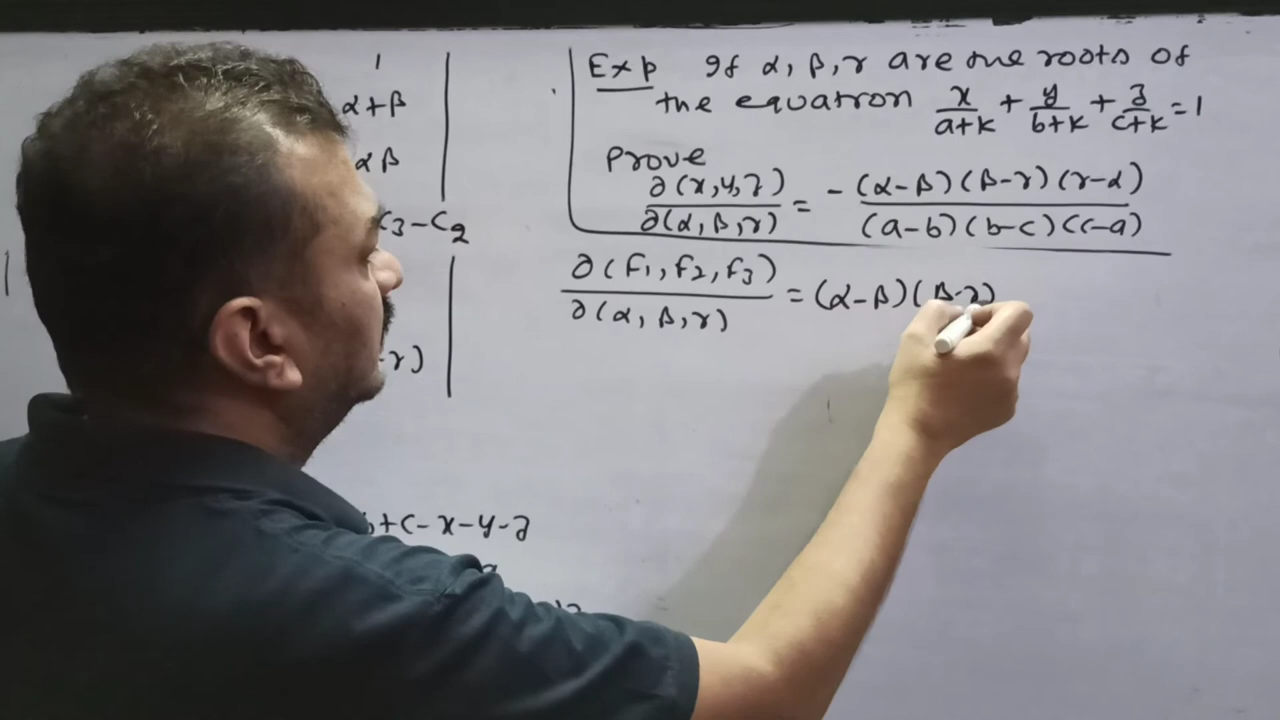 1
α+β
αβ
C3-C2
-r)
b+c-x-y-z
Exp If α, β, r are the roots of
the equation x/(a+k) + y/(b+k) + z/(c+k) = 1
Prove
∂(x,y,z)/∂(α,β,r) = - (α-β)(β-r)(r-α)/(a-b)(b-c)(c-a)
∂(F1,F2,F3)/∂(α,β,r) = (α-β)(β-r)